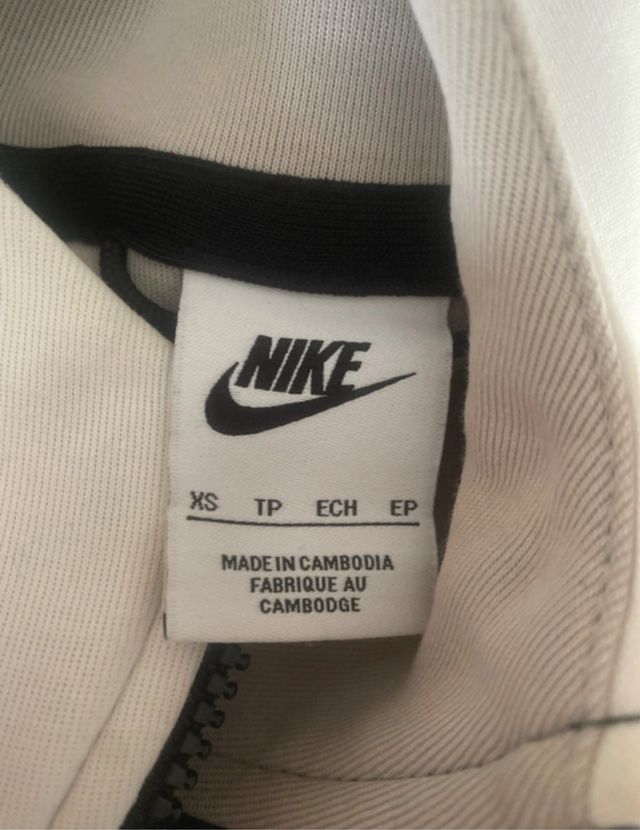 NIKE
XS TP ECH EP
MADE IN CAMBODIA
FABRIQUE AU
CAMBODGE